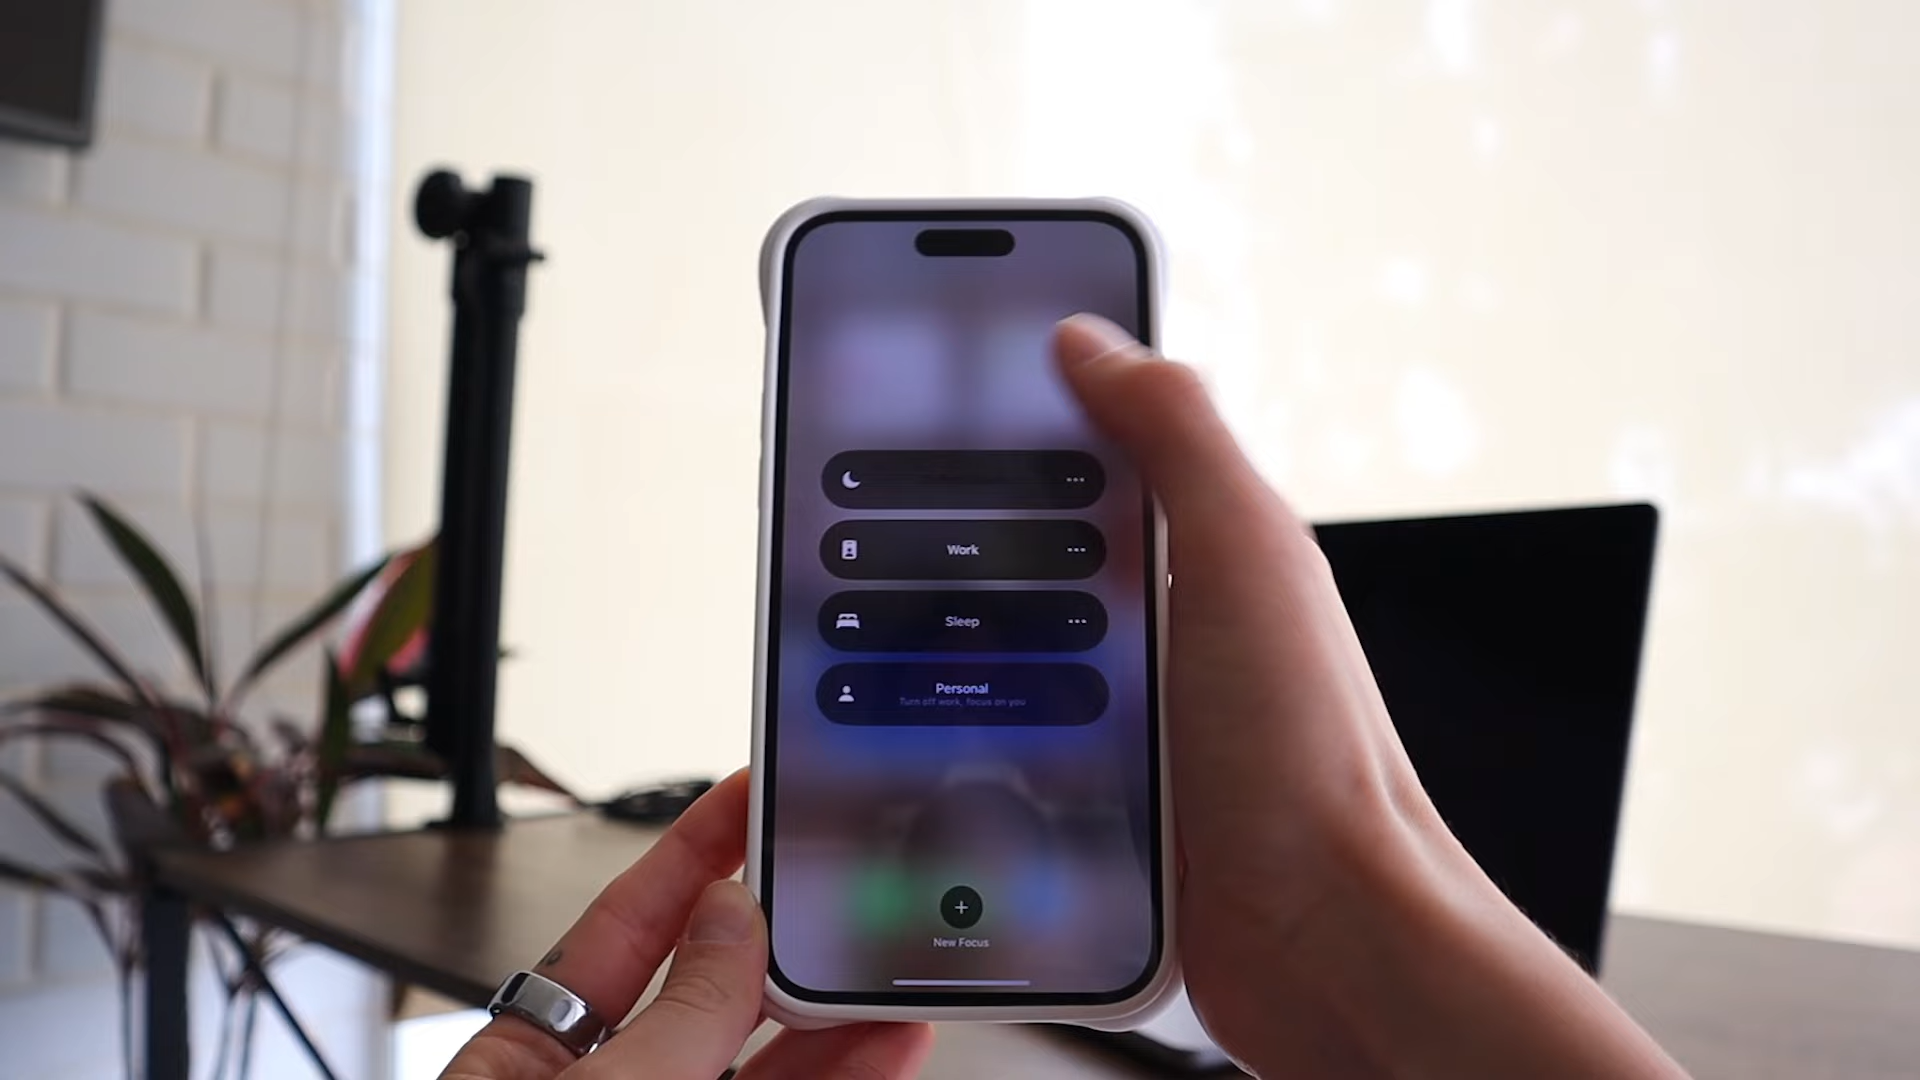 Work
Sleep
Personal
Turn off work, focus on you
New Focus